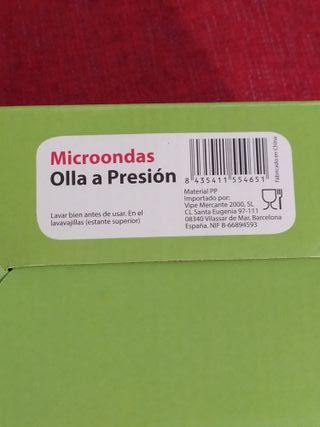 Microondas
Olla a Presión
Lavar bien antes de usar. En el
lavavajillas (estante superior)
8 435411 554651
fabricado en China
Material PP
Importado por:
Vipe Mercante 2000, SL
CL Santa Eugenia 97-111
08340 Vilassar de Mar, Barcelona
España. NIF B-66894593